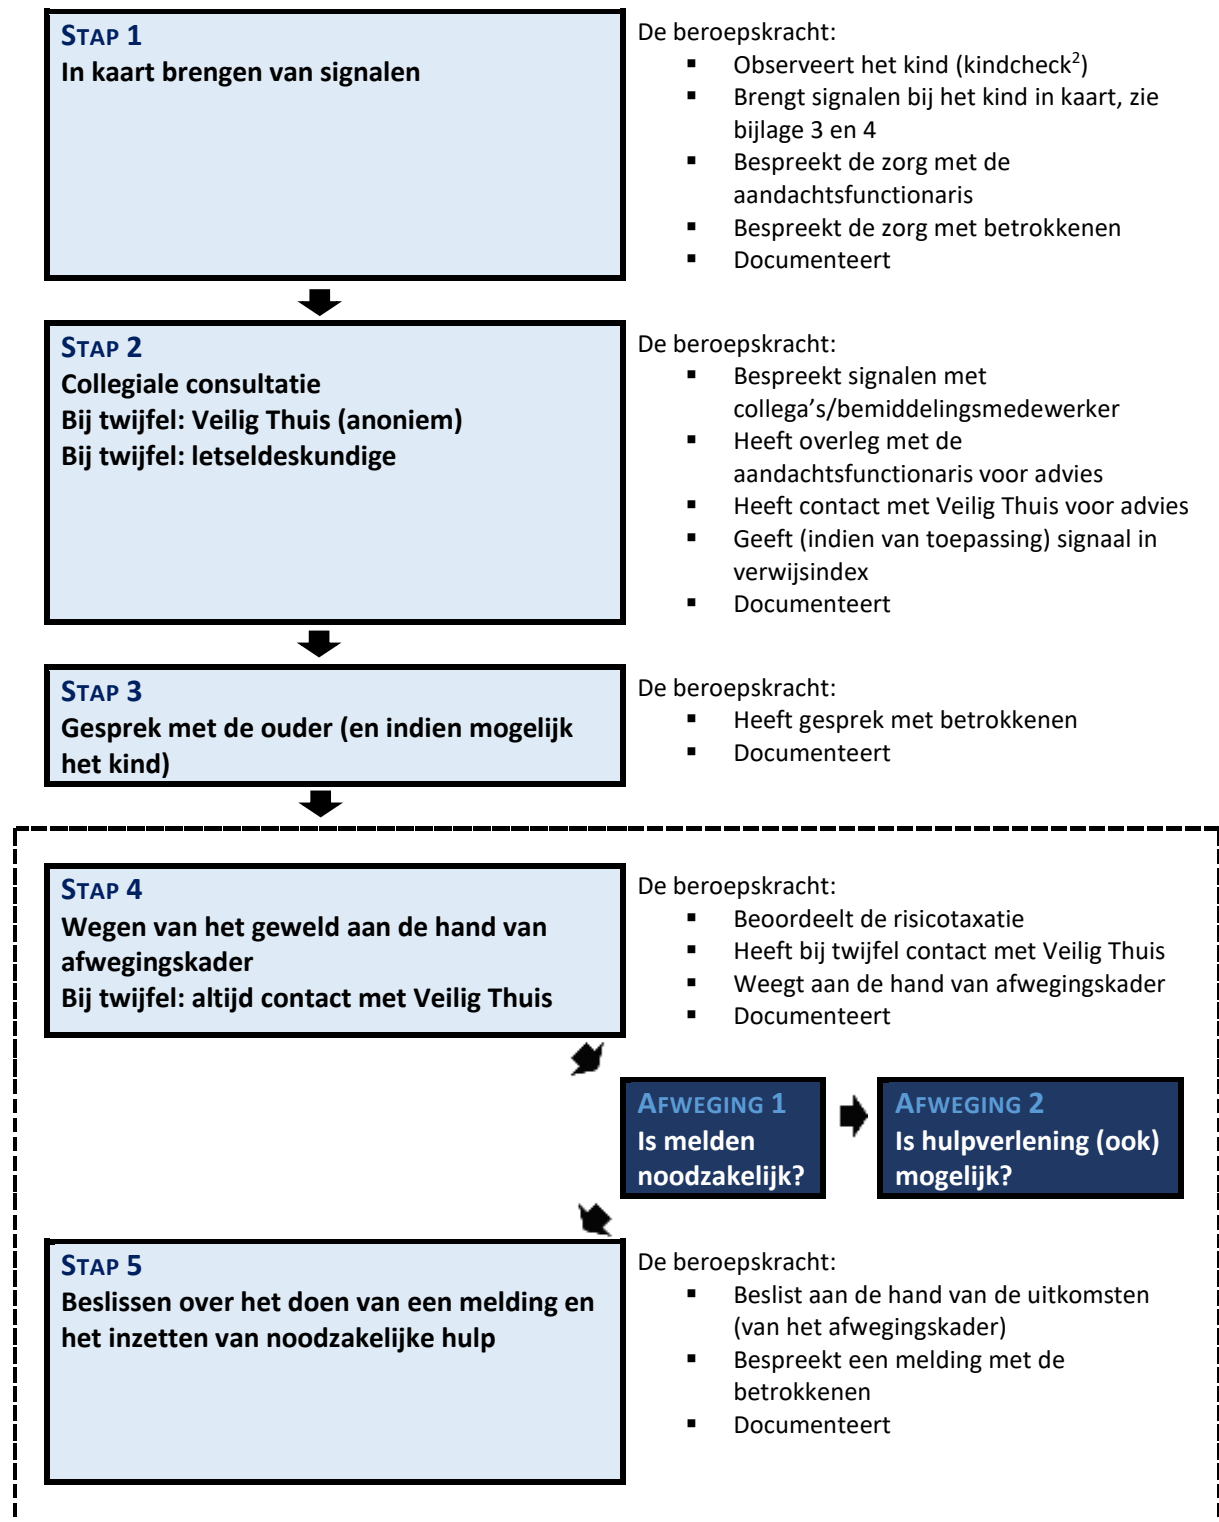 STAP 1
In kaart brengen van signalen
De beroepskracht:
▪ Observeert het kind (kindcheck²)
▪ Brengt signalen bij het kind in kaart, zie
bijlage 3 en 4
▪ Bespreekt de zorg met de
aandachtsfunctionaris
▪ Bespreekt de zorg met betrokkenen
▪ Documenteert
STAP 2
Collegiale consultatie
Bij twijfel: Veilig Thuis (anoniem)
Bij twijfel: letseldeskundige
De beroepskracht:
▪ Bespreekt signalen met
collega's/bemiddelingsmedewerker
▪ Heeft overleg met de
aandachtsfunctionaris voor advies
▪ Heeft contact met Veilig Thuis voor advies
▪ Geeft (indien van toepassing) signaal in
verwijsindex
▪ Documenteert
STAP 3
Gesprek met de ouder (en indien mogelijk
het kind)
De beroepskracht:
▪ Heeft gesprek met betrokkenen
▪ Documenteert
STAP 4
Wegen van het geweld aan de hand van
afwegingskader
Bij twijfel: altijd contact met Veilig Thuis
De beroepskracht:
▪ Beoordeelt de risicotaxatie
▪ Heeft bij twijfel contact met Veilig Thuis
▪ Weegt aan de hand van afwegingskader
▪ Documenteert
AFWEGING 1
Is melden
noodzakelijk?
AFWEGING 2
Is hulpverlening (ook)
mogelijk?
STAP 5
Beslissen over het doen van een melding en
het inzetten van noodzakelijke hulp
De beroepskracht:
▪ Beslist aan de hand van de uitkomsten
(van het afwegingskader)
▪ Bespreekt een melding met de
betrokkenen
▪ Documenteert